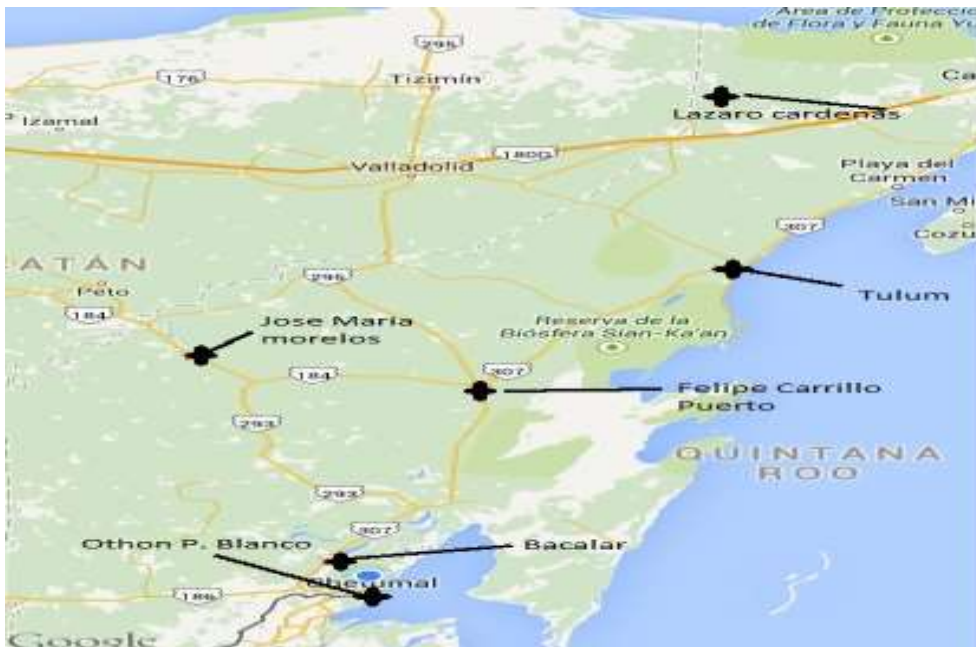 Área de Protección
de Flora y Fauna Yu
295
176
Tizimín
Ca
Izamal
Lazaro cardenas
180D
Valladolid
Playa del
Carmen
San Mi
Cozu
307
ATÁN
295
Peto
Tulum
184
Jose Maria
morelos
Reserva de la
Biósfera Sian-Ka'an
184
307
Felipe Carrillo
Puerto
293
QUINTANA
ROO
293
307
Othon P. Blanco
Bacalar
Chetumal
186
Google